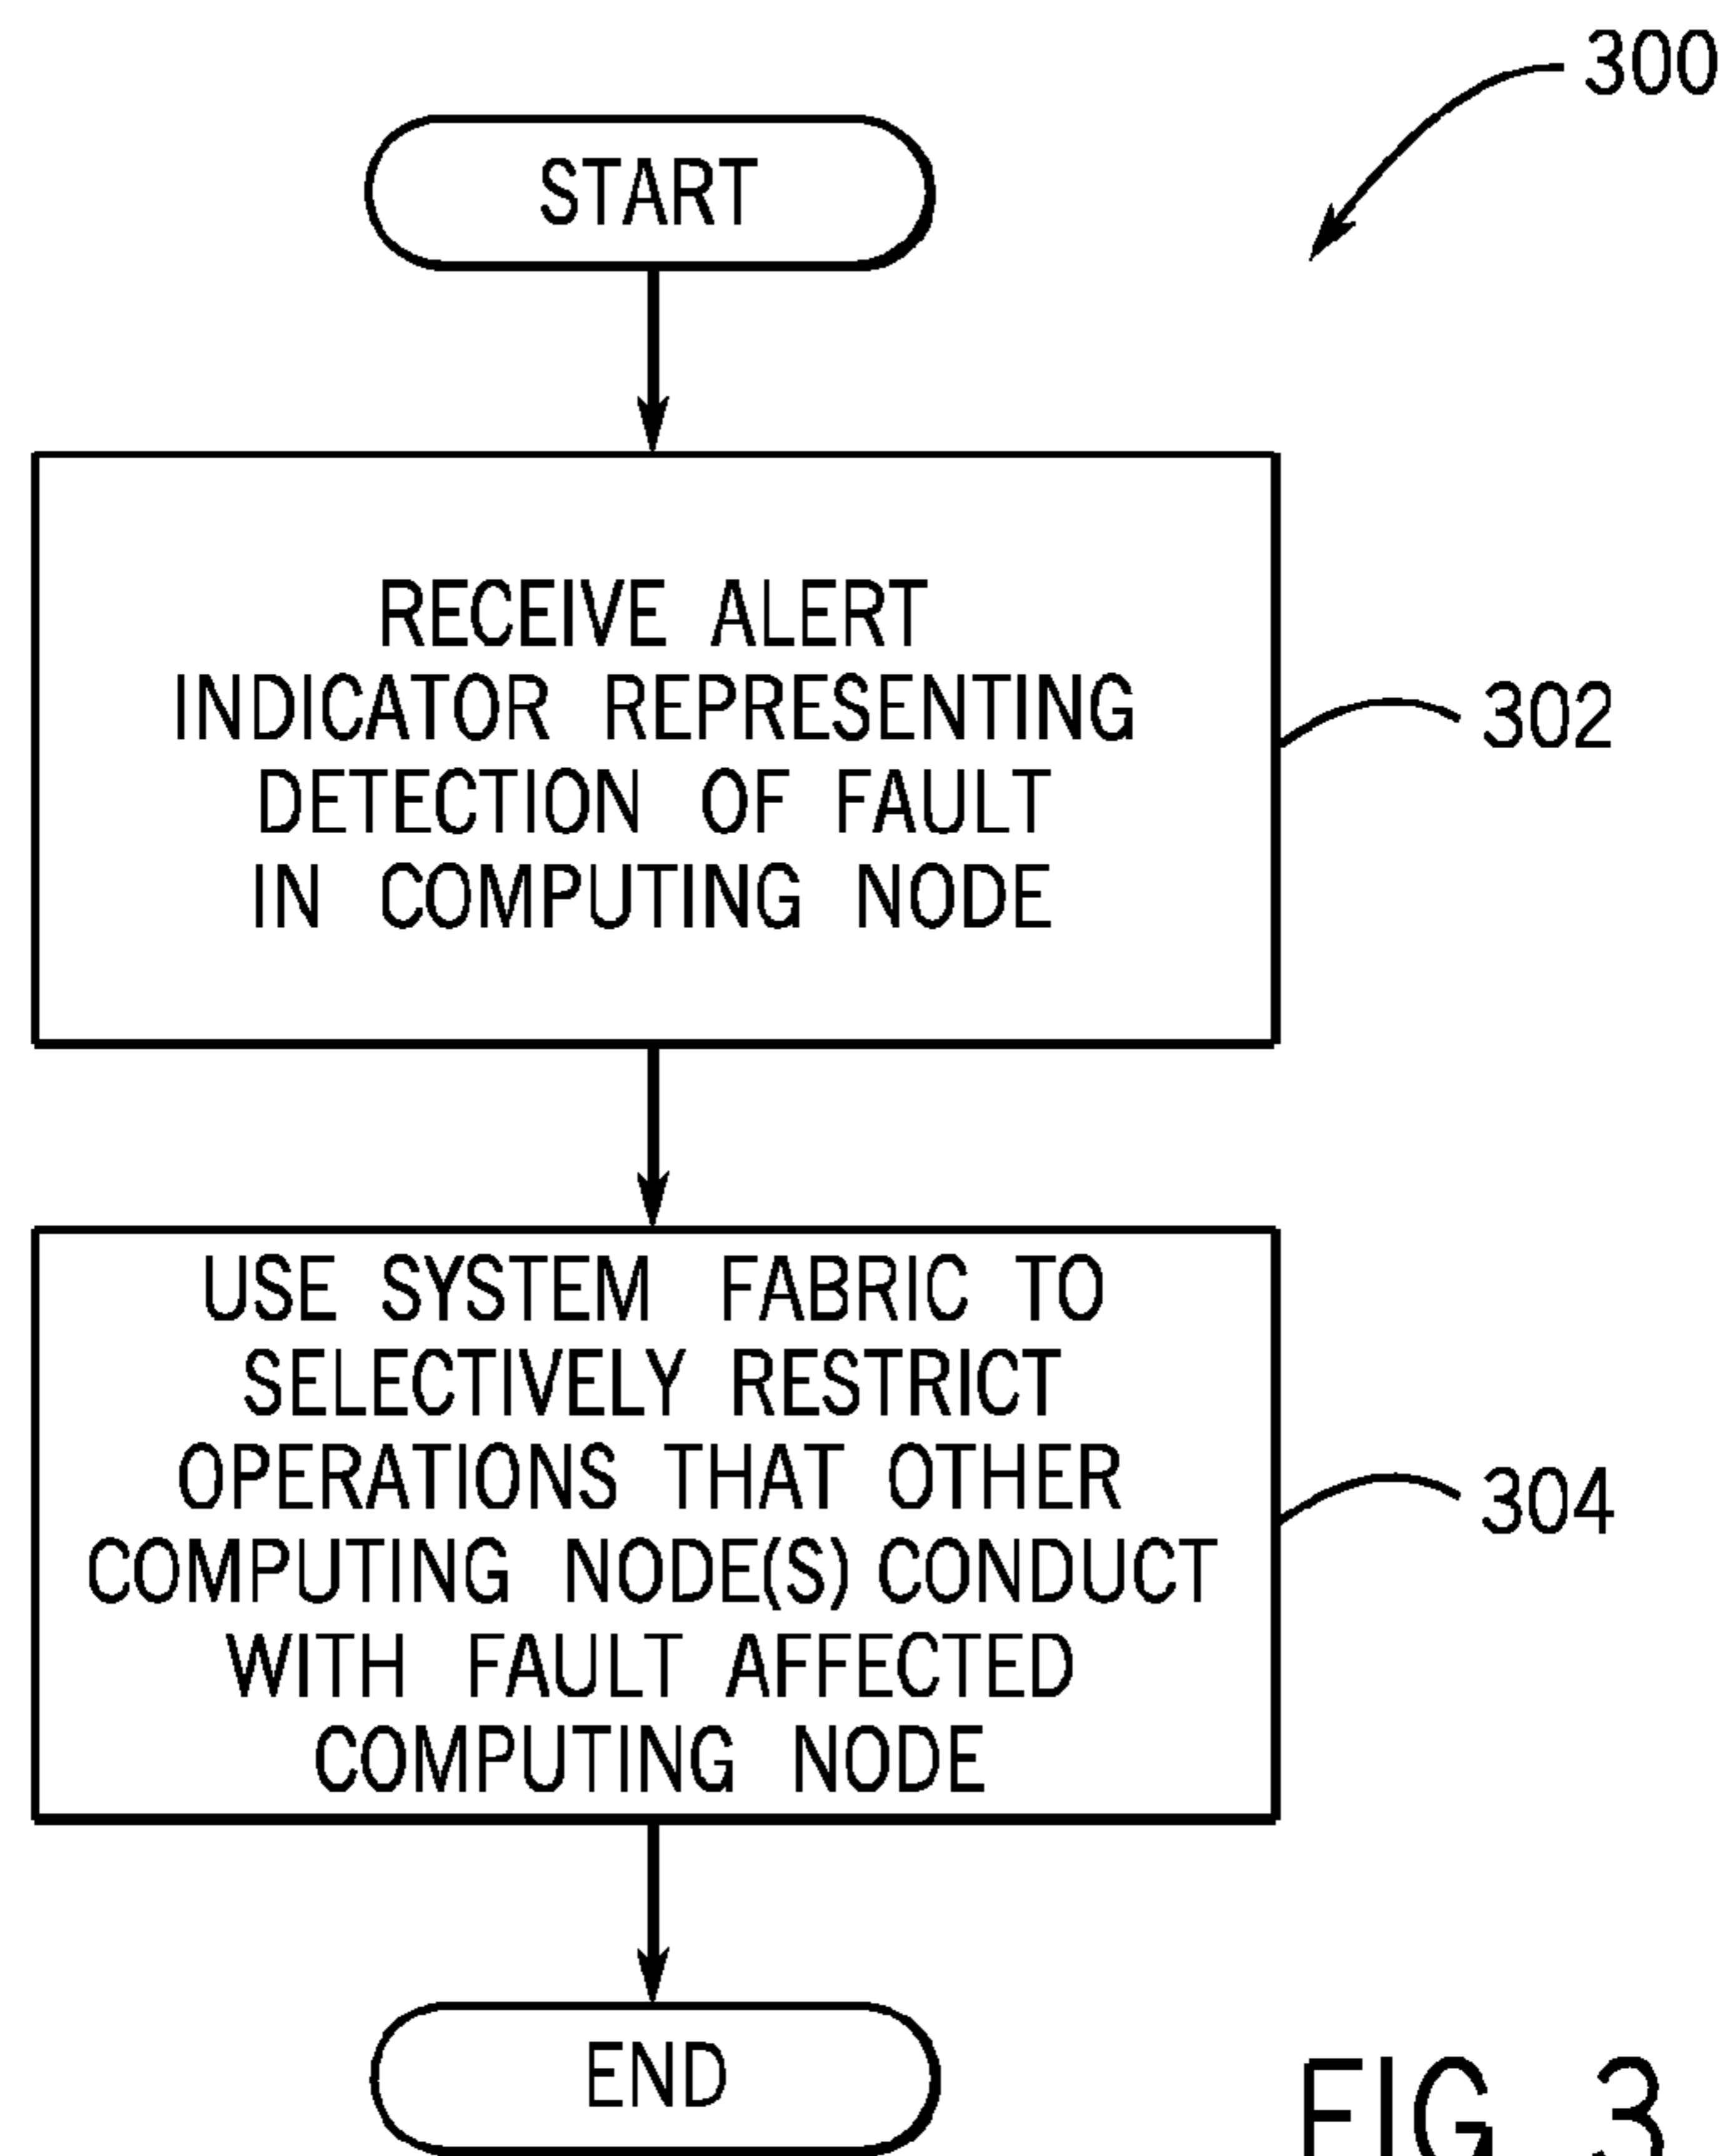 300
START
RECEIVE ALERT
INDICATOR REPRESENTING
DETECTION OF FAULT
IN COMPUTING NODE
302
USE SYSTEM FABRIC TO
SELECTIVELY RESTRICT
OPERATIONS THAT OTHER
COMPUTING NODE(S) CONDUCT
WITH FAULT AFFECTED
COMPUTING NODE
304
END
FIG. 3